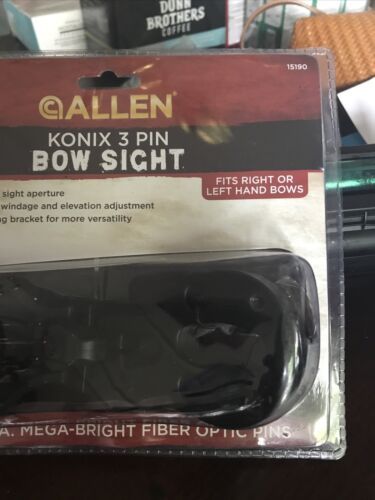 DUNN
BROTHERS
COFFEE
15190
ALLEN®
KONIX 3 PIN
BOW SIGHT
FITS RIGHT OR
LEFT HAND BOWS
sight aperture
windage and elevation adjustment
bracket for more versatility
MEGA-BRIGHT FIBER OPTIC PINS